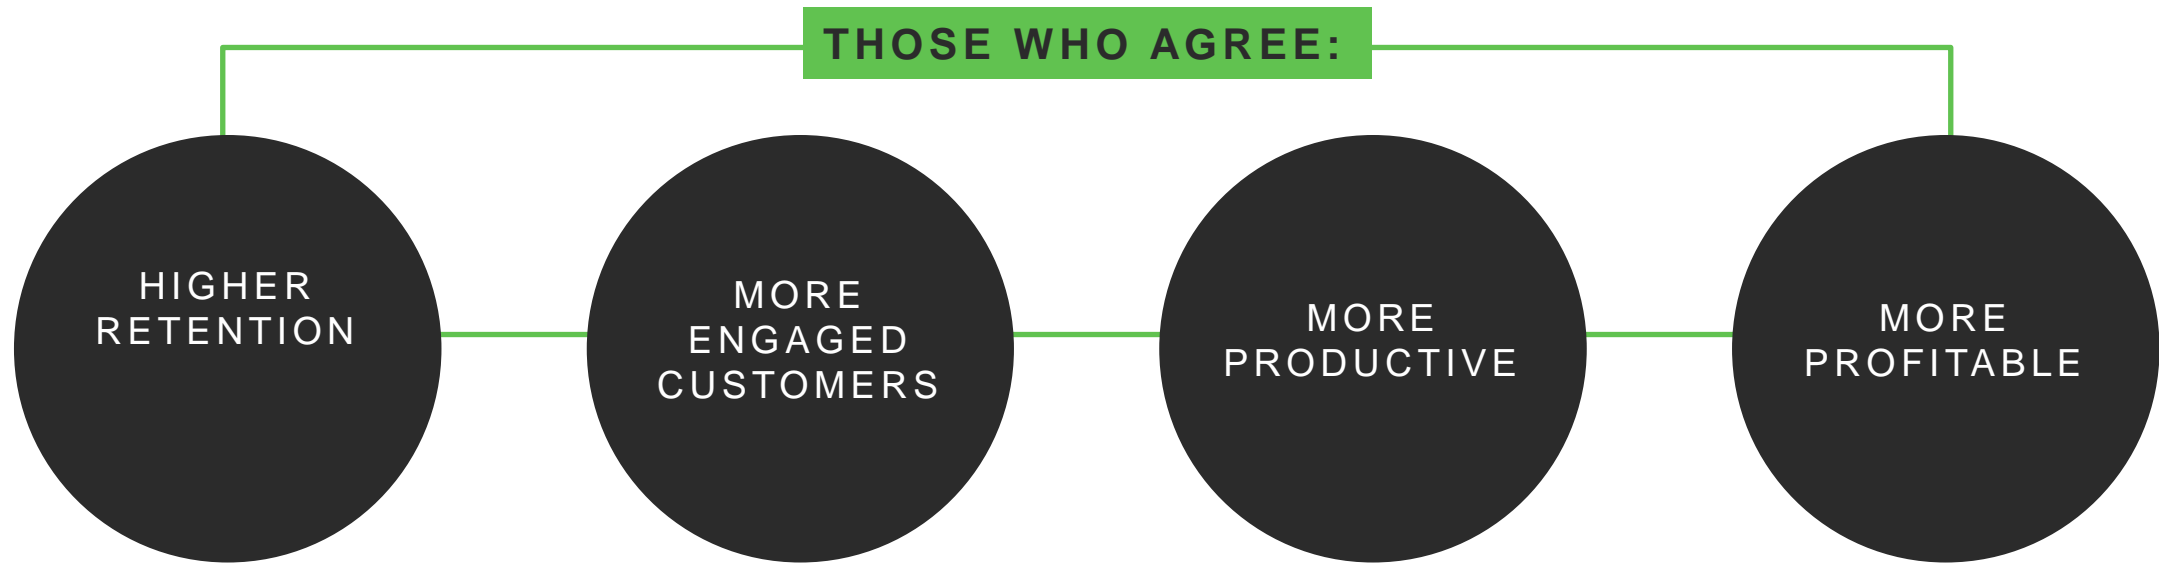 THOSE WHO AGREE:
HIGHER
RETENTION
MORE
ENGAGED
CUSTOMERS
MORE
PRODUCTIVE
MORE
PROFITABLE